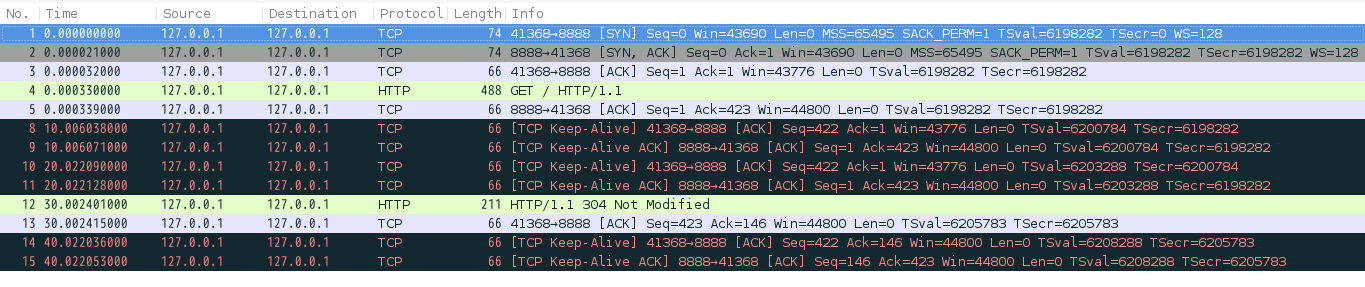 No. Time Source Destination Protocol Length Info
1 0.000000000 127.0.0.1 127.0.0.1 TCP 74 41368→8888 [SYN] Seq=0 Win=43690 Len=0 MSS=65495 SACK_PERM=1 TSval=6198282 TSecr=0 WS=128
2 0.000021000 127.0.0.1 127.0.0.1 TCP 74 8888→41368 [SYN, ACK] Seq=0 Ack=1 Win=43690 Len=0 MSS=65495 SACK_PERM=1 TSval=6198282 TSecr=6198282 WS=128
3 0.000032000 127.0.0.1 127.0.0.1 TCP 66 41368→8888 [ACK] Seq=1 Ack=1 Win=43776 Len=0 TSval=6198282 TSecr=6198282
4 0.000330000 127.0.0.1 127.0.0.1 HTTP 488 GET / HTTP/1.1
5 0.000339000 127.0.0.1 127.0.0.1 TCP 66 8888→41368 [ACK] Seq=1 Ack=423 Win=44800 Len=0 TSval=6198282 TSecr=6198282
8 10.006038000 127.0.0.1 127.0.0.1 TCP 66 [TCP Keep-Alive] 41368→8888 [ACK] Seq=422 Ack=1 Win=43776 Len=0 TSval=6200784 TSecr=6198282
9 10.006071000 127.0.0.1 127.0.0.1 TCP 66 [TCP Keep-Alive ACK] 8888→41368 [ACK] Seq=1 Ack=423 Win=44800 Len=0 TSval=6200784 TSecr=6198282
10 20.022090000 127.0.0.1 127.0.0.1 TCP 66 [TCP Keep-Alive] 41368→8888 [ACK] Seq=422 Ack=1 Win=43776 Len=0 TSval=6203288 TSecr=6200784
11 20.022128000 127.0.0.1 127.0.0.1 TCP 66 [TCP Keep-Alive ACK] 8888→41368 [ACK] Seq=1 Ack=423 Win=44800 Len=0 TSval=6203288 TSecr=6198282
12 30.002401000 127.0.0.1 127.0.0.1 HTTP 211 HTTP/1.1 304 Not Modified
13 30.002415000 127.0.0.1 127.0.0.1 TCP 66 41368→8888 [ACK] Seq=423 Ack=146 Win=44800 Len=0 TSval=6205783 TSecr=6205783
14 40.022036000 127.0.0.1 127.0.0.1 TCP 66 [TCP Keep-Alive] 41368→8888 [ACK] Seq=422 Ack=146 Win=44800 Len=0 TSval=6208288 TSecr=6205783
15 40.022053000 127.0.0.1 127.0.0.1 TCP 66 [TCP Keep-Alive ACK] 8888→41368 [ACK] Seq=146 Ack=423 Win=44800 Len=0 TSval=6208288 TSecr=6205783